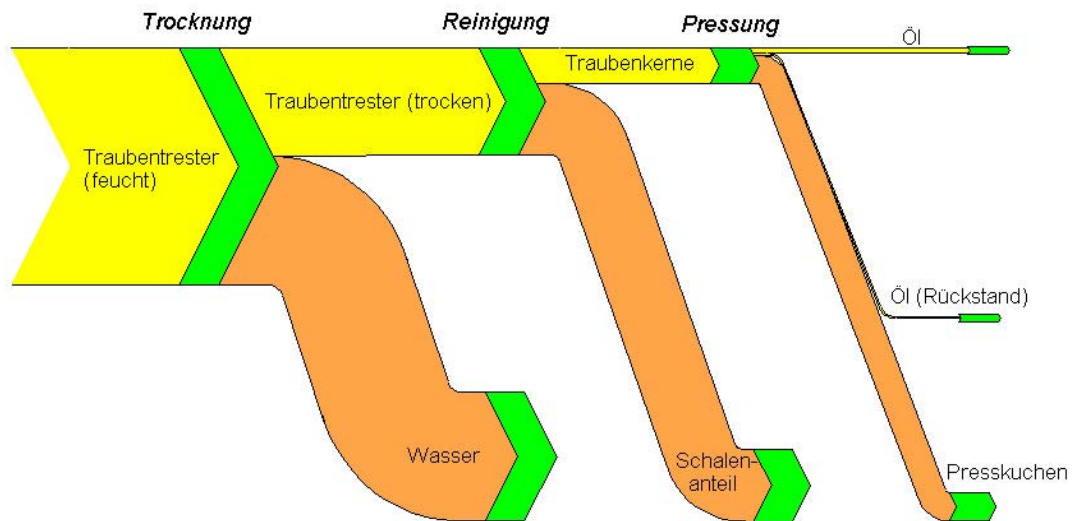 Trocknung
Reinigung
Pressung
Öl
Traubenkerne
Traubentrester (trocken)
Traubentrester
(feucht)
Öl (Rückstand)
Wasser
Schalen-
anteil
Presskuchen